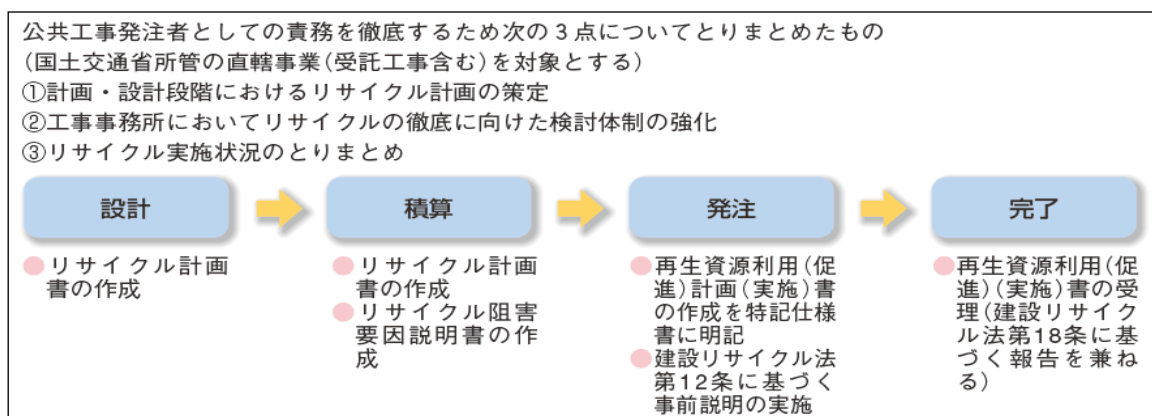 公共工事発注者としての責務を徹底するため次の３点についてとりまとめたもの
(国土交通省所管の直轄事業(受託工事含む)を対象とする)
①計画・設計段階におけるリサイクル計画の策定
②工事事務所においてリサイクルの徹底に向けた検討体制の強化
③リサイクル実施状況のとりまとめ
設計
リサイクル計画
書の作成
積算
リサイクル計画
書の作成
リサイクル阻害
要因説明書の作
成
発注
再生資源利用(促
進)計画(実施)書
の作成を特記仕様
書に明記
建設リサイクル法
第12条に基づく
事前説明の実施
完了
再生資源利用(促
進)(実施)書の受
理(建設リサイク
ル法第18条に基
づく報告を兼ね
る)